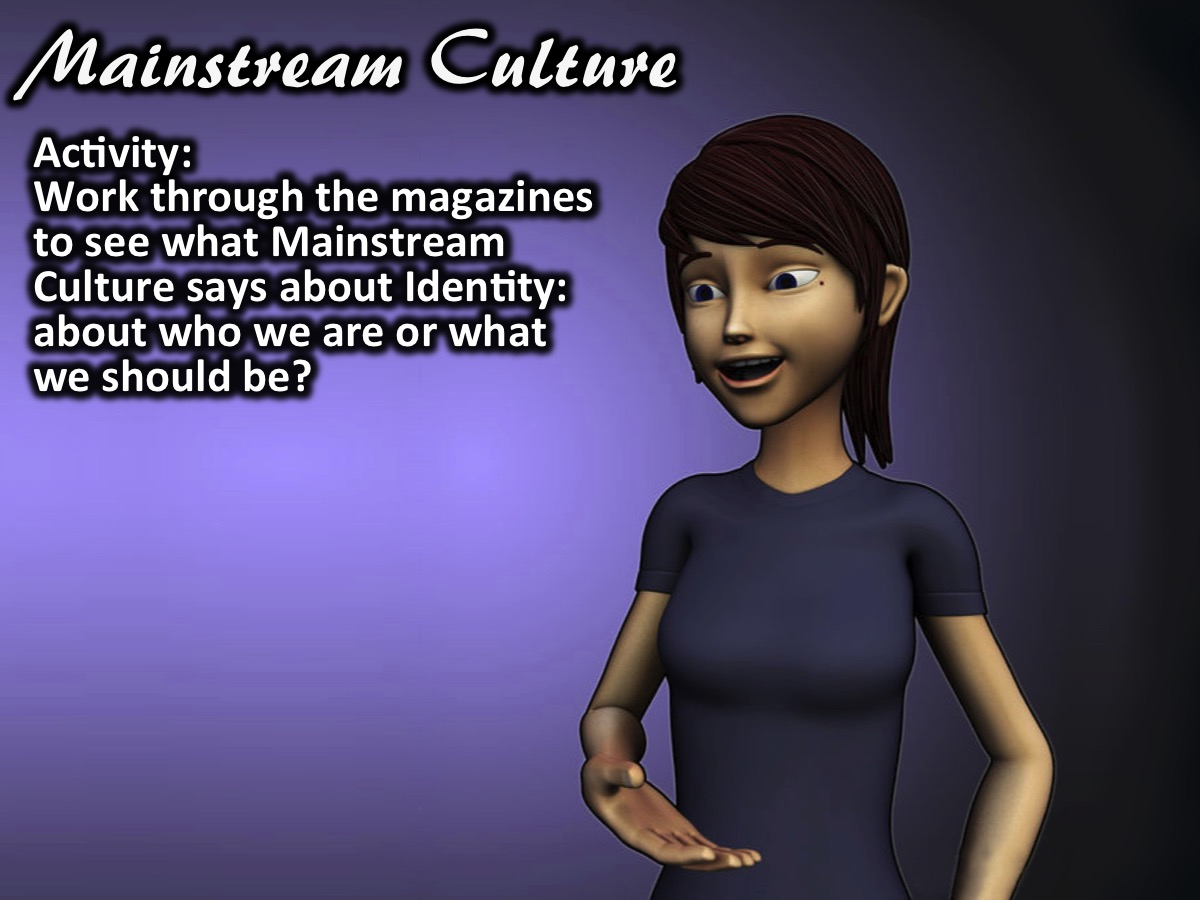 Mainstream Culture
Activity:
Work through the magazines
to see what Mainstream
Culture says about Identity:
about who we are or what
we should be?